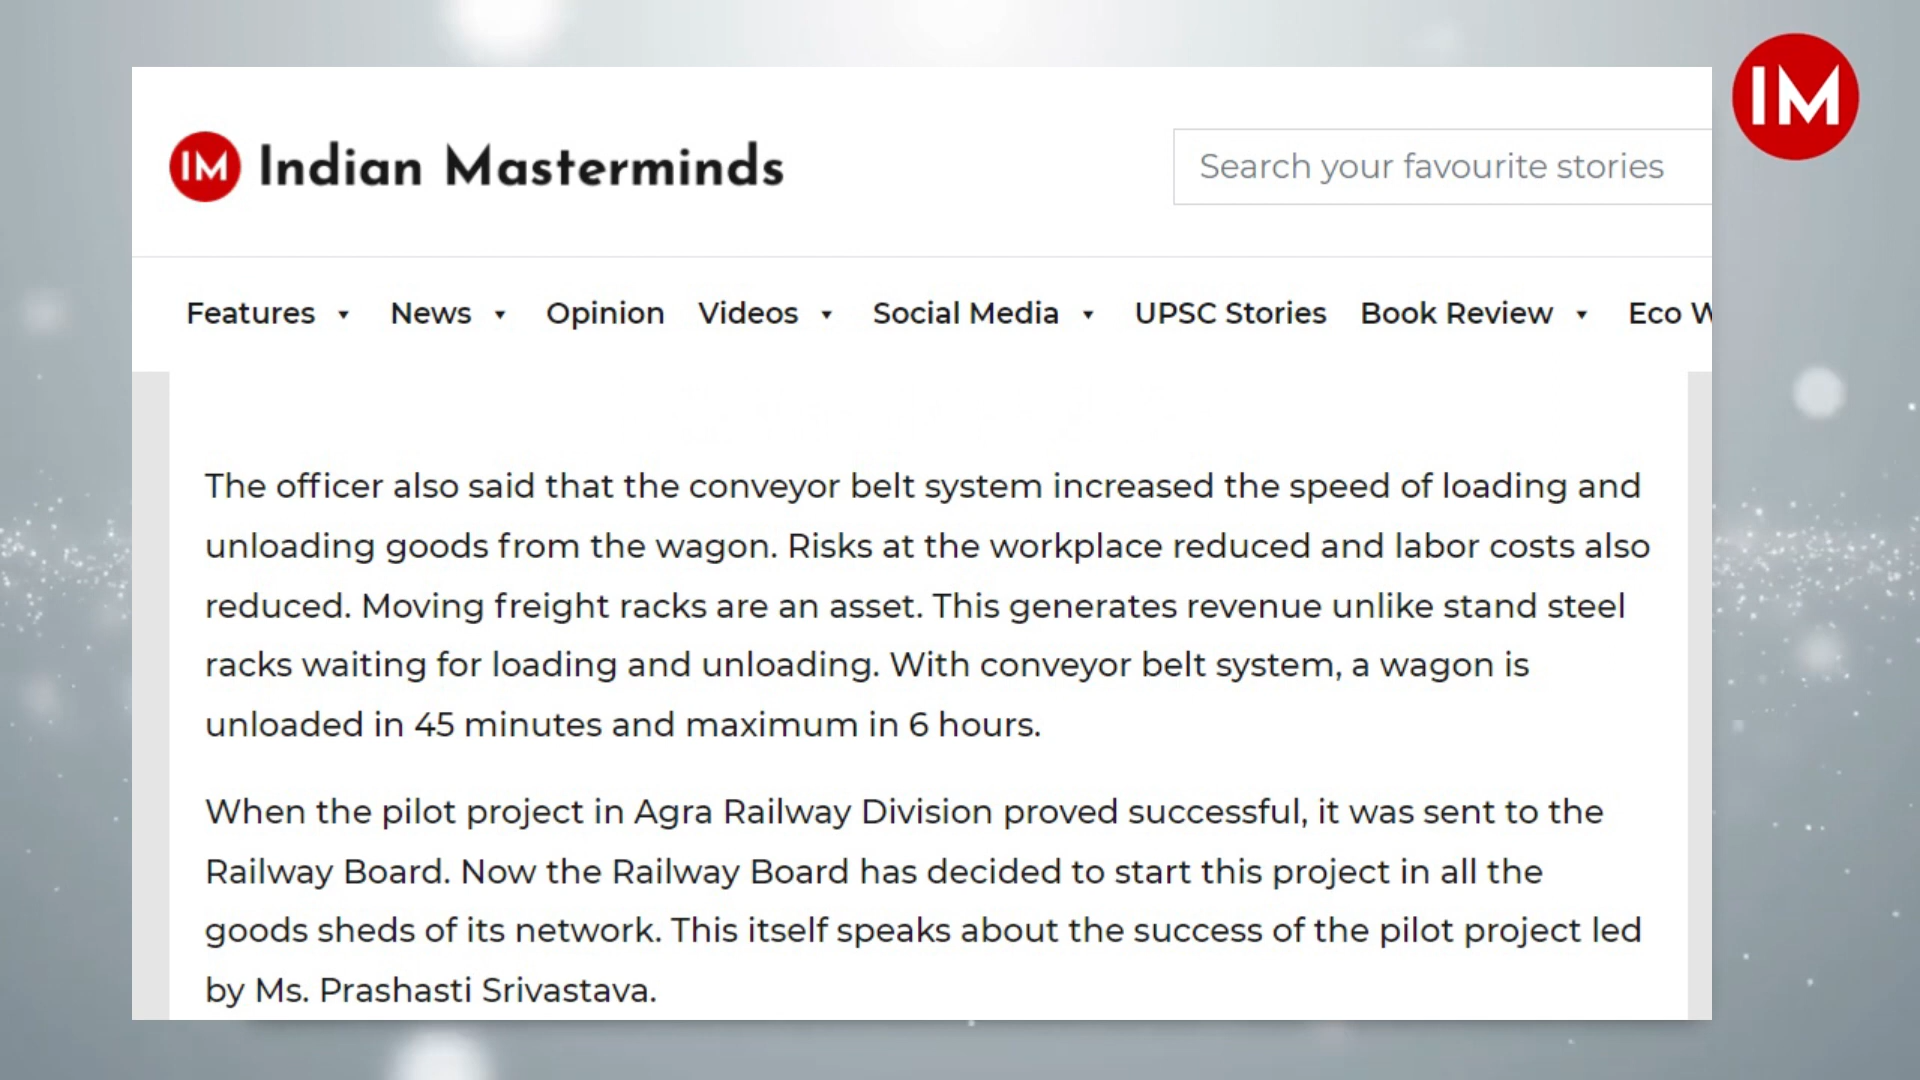 IM
IM Indian Masterminds
Search your favourite stories
Features News Opinion Videos Social Media UPSC Stories Book Review Eco W
The officer also said that the conveyor belt system increased the speed of loading and
unloading goods from the wagon. Risks at the workplace reduced and labor costs also
reduced. Moving freight racks are an asset. This generates revenue unlike stand steel
racks waiting for loading and unloading. With conveyor belt system, a wagon is
unloaded in 45 minutes and maximum in 6 hours.
When the pilot project in Agra Railway Division proved successful, it was sent to the
Railway Board. Now the Railway Board has decided to start this project in all the
goods sheds of its network. This itself speaks about the success of the pilot project led
by Ms. Prashasti Srivastava.